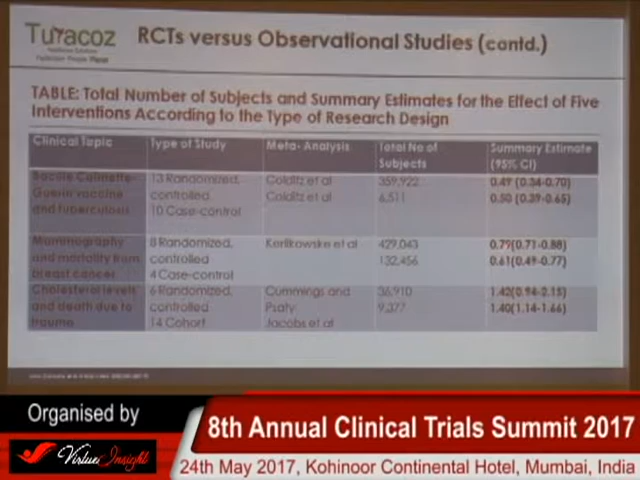 Turacoz
RCTs versus Observational Studies (contd.)
TABLE: Total Number of Subjects and Summary Estimates for the Effect of Five
Interventions According to the Type of Research Design
Clinical Topic
Type of Study
Meta- Analysis
Total No of
Subjects
Summary Estimate
(95% CI)
Bacille Calmette-
Guerin vaccine
and tuberculosis
13 Randomized,
controlled
10 Case-control
Colditz et al
Colditz et al
359,922
6,511
0.49 (0.34-0.70)
0.50 (0.39-0.65)
Mammography
and mortality from
breast cancer
8 Randomized,
controlled
4 Case-control
Kerlikowske et al
429,043
132,456
0.79(0.71-0.88)
0.61(0.49-0.77)
Cholesterol levels
and death due to
trauma
6 Randomized,
controlled
14 Cohort
Cummings and
Psaty
Jacobs et al
36,910
9,377
1.42(0.94-2.15)
1.40(1.14-1.66)
Organised by
Virtue Insight
8th Annual Clinical Trials Summit 2017
24th May 2017, Kohinoor Continental Hotel, Mumbai, India